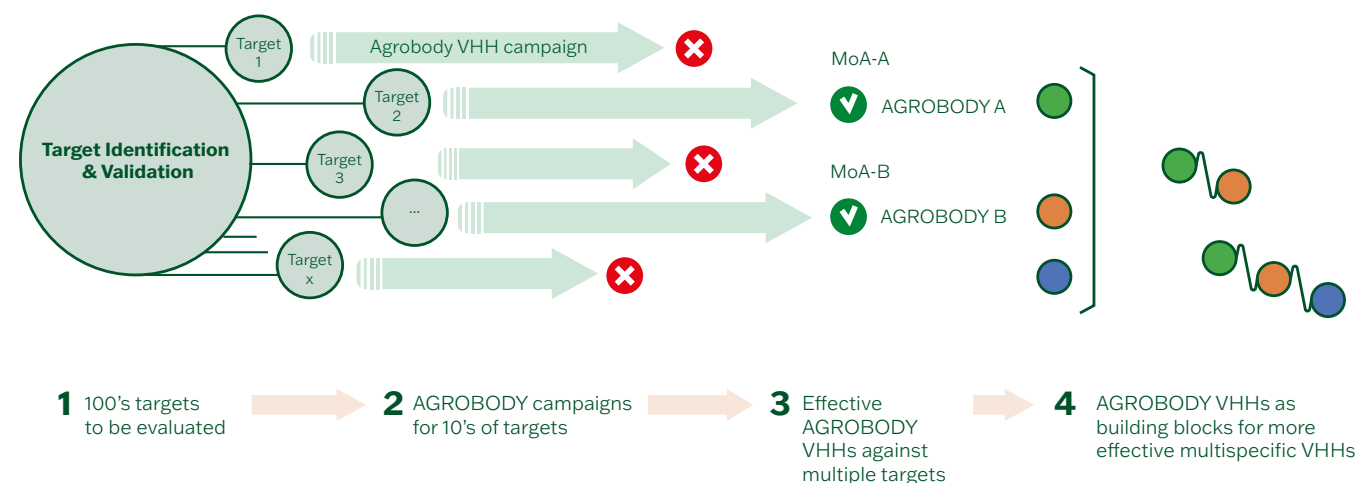 Target
1
Agrobody VHH campaign
MoA-A
Target
2
AGROBODY A
Target Identification
& Validation
Target
3
MoA-B
...
AGROBODY B
Target
x
1 100's targets
to be evaluated
2 AGROBODY campaigns
for 10's of targets
3 Effective
AGROBODY
VHHs against
multiple targets
4 AGROBODY VHHs as
building blocks for more
effective multispecific VHHs